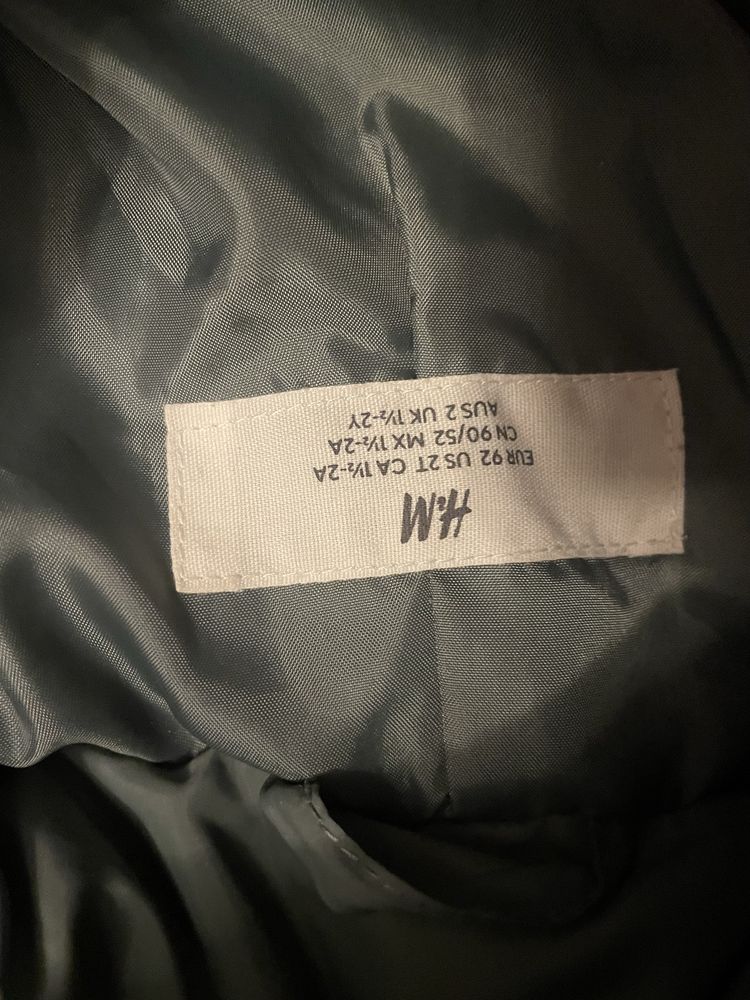 H&M
EUR 92 US 2T CA 1½-2A
CN 90/52 MX 1½-2A
AUS 2 UK 1½-2Y